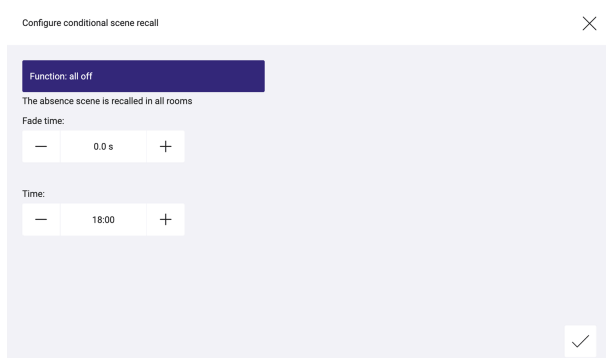 Configure conditional scene recall
Function: all off
The absence scene is recalled in all rooms
Fade time:
0.0 s
Time:
18:00